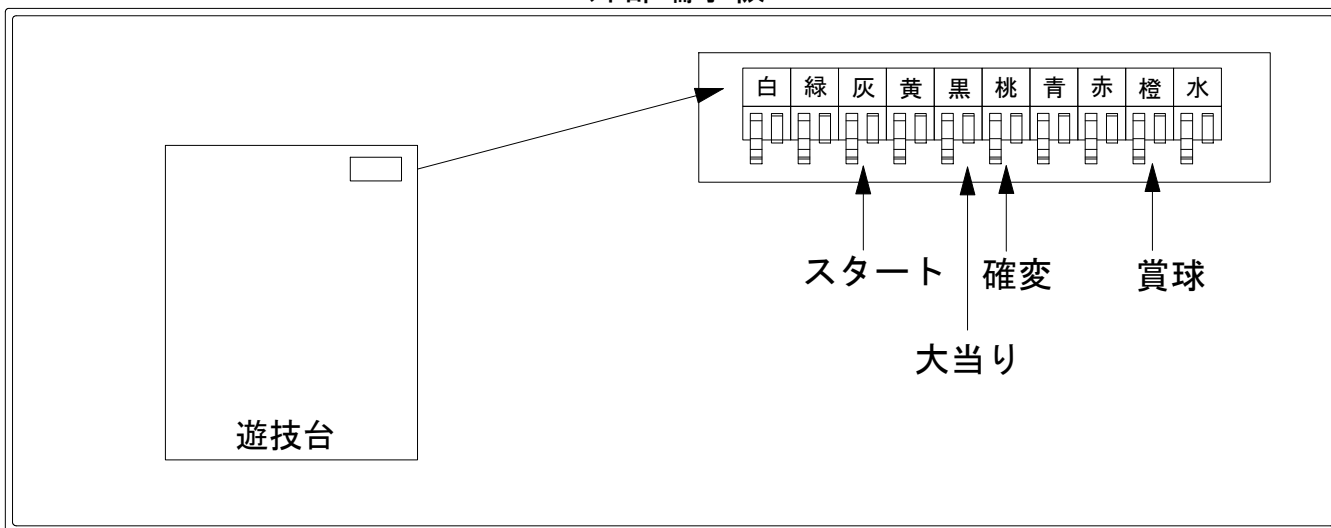 白 緑 灰 黄 黒 桃 青 赤 橙 水
スタート 確変 賞球
大当り
遊技台